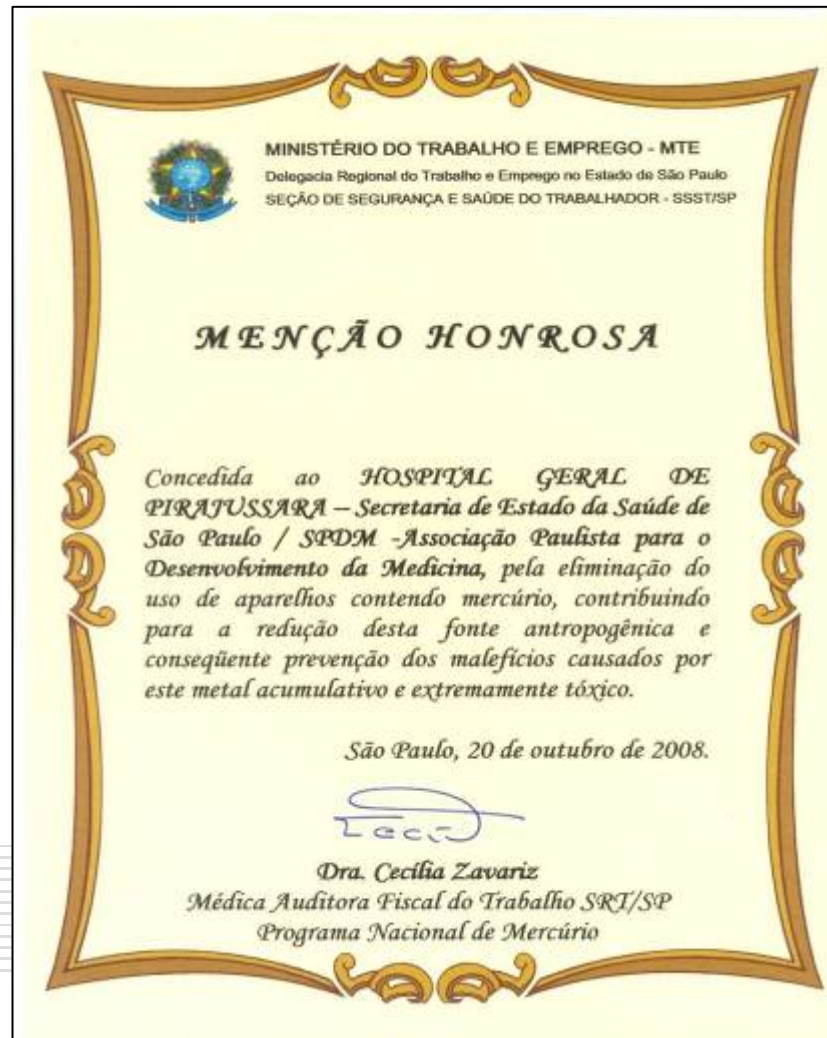 MINISTÉRIO DO TRABALHO E EMPREGO - MTE
Delegacia Regional do Trabalho e Emprego no Estado de São Paulo
SEÇÃO DE SEGURANÇA E SAÚDE DO TRABALHADOR - SSST/SP
MENÇÃO HONROSA
Concedida ao HOSPITAL GERAL DE
PIRAJUSSARA – Secretaria de Estado da Saúde de
São Paulo / SPDM -Associação Paulista para o
Desenvolvimento da Medicina, pela eliminação do
uso de aparelhos contendo mercúrio, contribuindo
para a redução desta fonte antropogênica e
conseqüente prevenção dos malefícios causados por
este metal acumulativo e extremamente tóxico.
São Paulo, 20 de outubro de 2008.
Dra. Cecília Zavariz
Médica Auditora Fiscal do Trabalho SRT/SP
Programa Nacional de Mercúrio